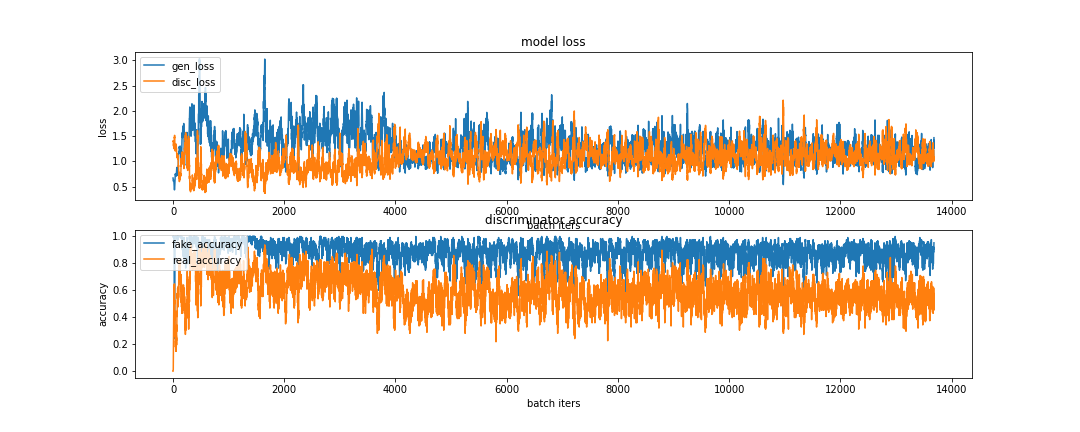 model loss
gen_loss
disc_loss
3.0
2.5
2.0
1.5
1.0
0.5
loss
0 2000 4000 6000 8000 10000 12000 14000
batch iters
discriminator accuracy
fake_accuracy
real_accuracy
1.0
0.8
0.6
0.4
0.2
0.0
accuracy
0 2000 4000 6000 8000 10000 12000 14000
batch iters